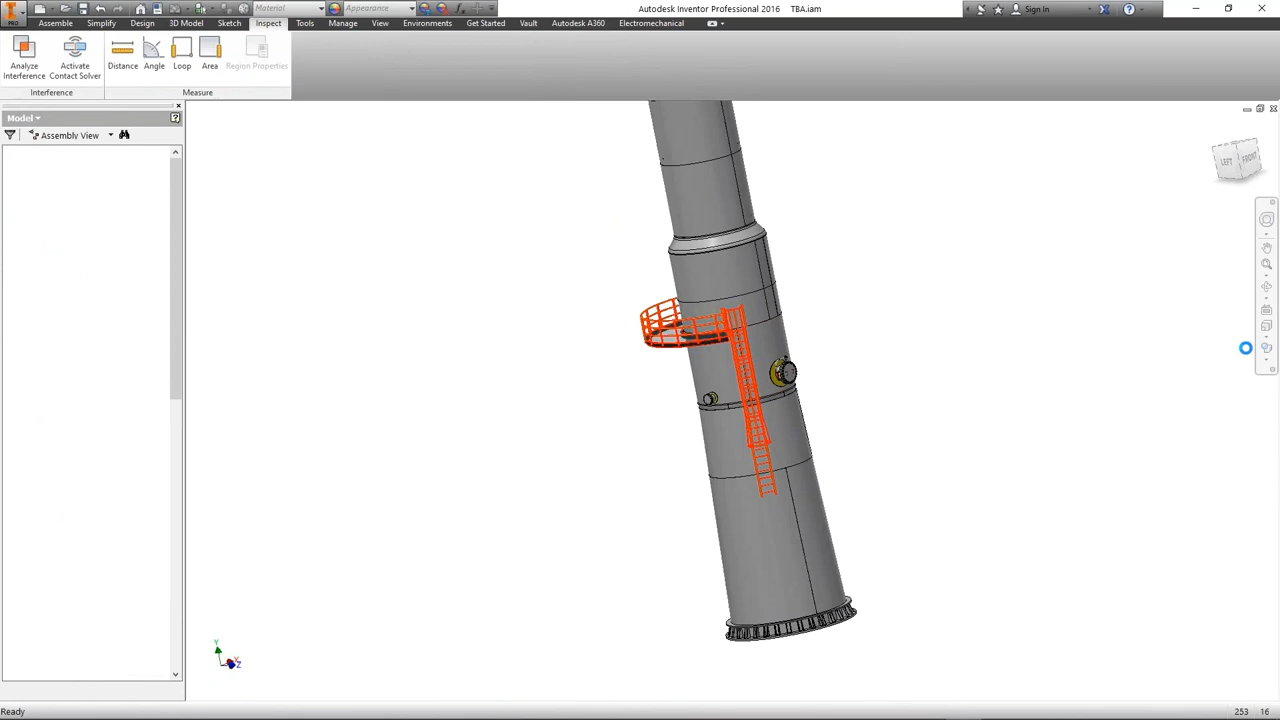 PRO
Material
Appearance
Autodesk Inventor Professional 2016 TBA.iam
Sign In
Assemble Simplify Design 3D Model Sketch Inspect Tools Manage View Environments Get Started Vault Autodesk A360 Electromechanical
Analyze Interference
Activate Contact Solver
Distance
Angle
Loop
Area
Region Properties
Interference
Measure
Model
Assembly View
LEFT
FRONT
Y
X
Z
Ready
253 16